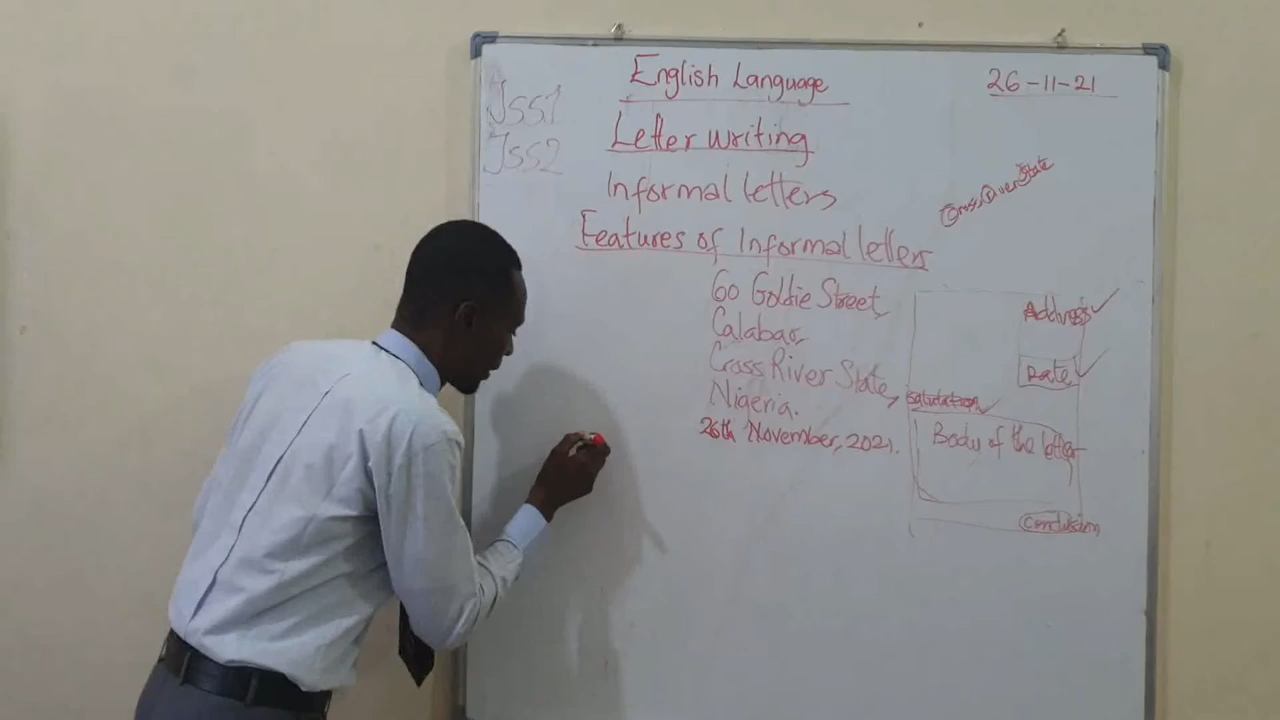 English Language
26-11-21
Jss1
Jss2
Letter writing
Informal letters
Cross River State
Features of Informal letters
60 Goldie Street,
Calabar,
Cross River State,
Nigeria.
26th November, 2021.
Address
Date
Salutation
Body of the letter
Conclusion